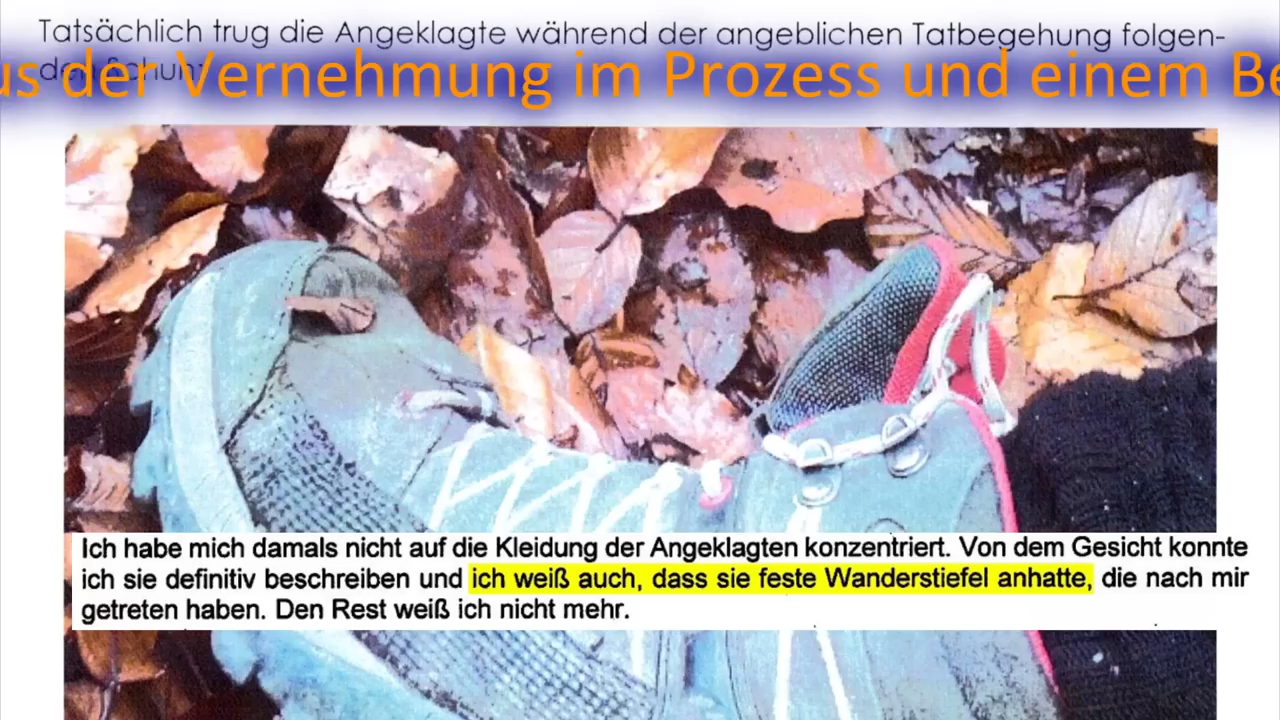 Tatsächlich trug die Angeklagte während der angeblichen Tatbegehung folgen-
us der Vernehmung im Prozess und einem Be
Ich habe mich damals nicht auf die Kleidung der Angeklagten konzentriert. Von dem Gesicht konnte
ich sie definitiv beschreiben und ich weiß auch, dass sie feste Wanderstiefel anhatte, die nach mir
getreten haben. Den Rest weiß ich nicht mehr.